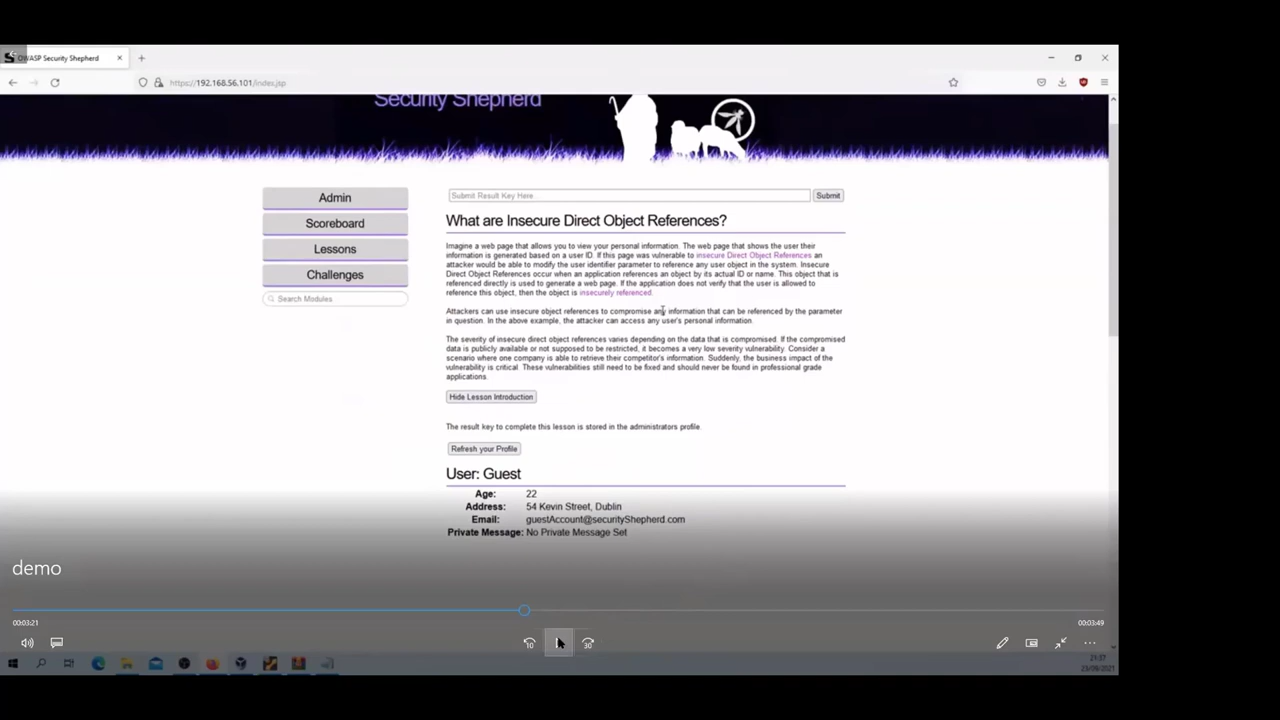 OWASP Security Shepherd
https://192.168.56.101/index.jsp
Security Shepherd
Admin
Scoreboard
Lessons
Challenges
Search Modules...
Submit Result Key Here...
Submit
What are Insecure Direct Object References?
Imagine a web page that allows you to view your personal information. The web page that shows the user their
information is generated based on a user ID. If this page was vulnerable to insecure Direct Object References an
attacker would be able to modify the user identifier parameter to reference any user object in the system. Insecure
Direct Object References occur when an application references an object by its actual ID or name. This object that is
referenced directly is used to generate a web page. If the application does not verify that the user is allowed to
reference this object, then the object is insecurely referenced.
Attackers can use insecure object references to compromise any information that can be referenced by the parameter
in question. In the above example, the attacker can access any user's personal information.
The severity of insecure direct object references varies depending on the data that is compromised. If the compromised
data is publicly available or not supposed to be restricted, it becomes a very low severity vulnerability. Consider a
scenario where one company is able to retrieve their competitor's information. Suddenly, the business impact of the
vulnerability is critical. These vulnerabilities still need to be fixed and should never be found in professional grade
applications.
Hide Lesson Introduction
The result key to complete this lesson is stored in the administrators profile.
Refresh your Profile
User: Guest
Age: 22
Address: 54 Kevin Street, Dublin
Email: guestAccount@securityShepherd.com
Private Message: No Private Message Set
demo
00:03:21
00:03:49
10
30
21:37
23/09/2021